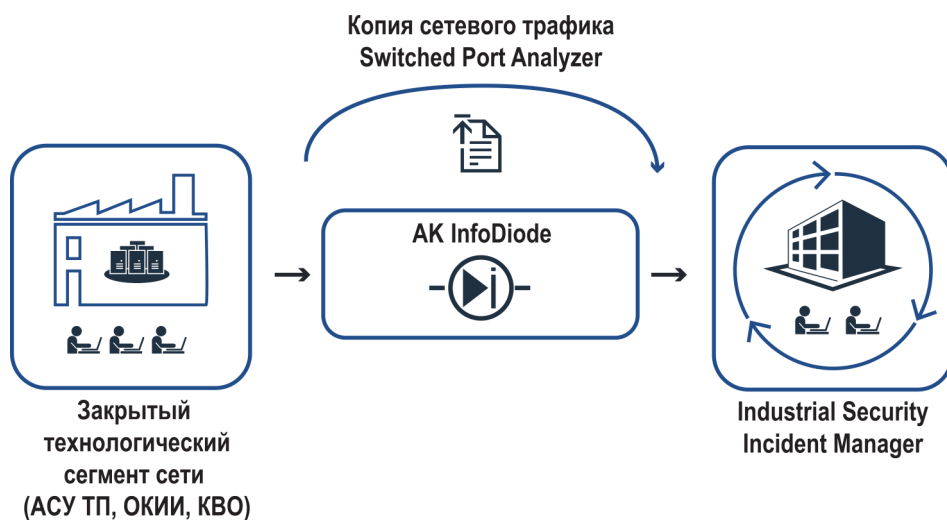 Копия сетевого трафика
Switched Port Analyzer
AK InfoDiode
i
Закрытый
технологический
сегмент сети
(АСУ ТП, ОКИИ, КВО)
Industrial Security
Incident Manager